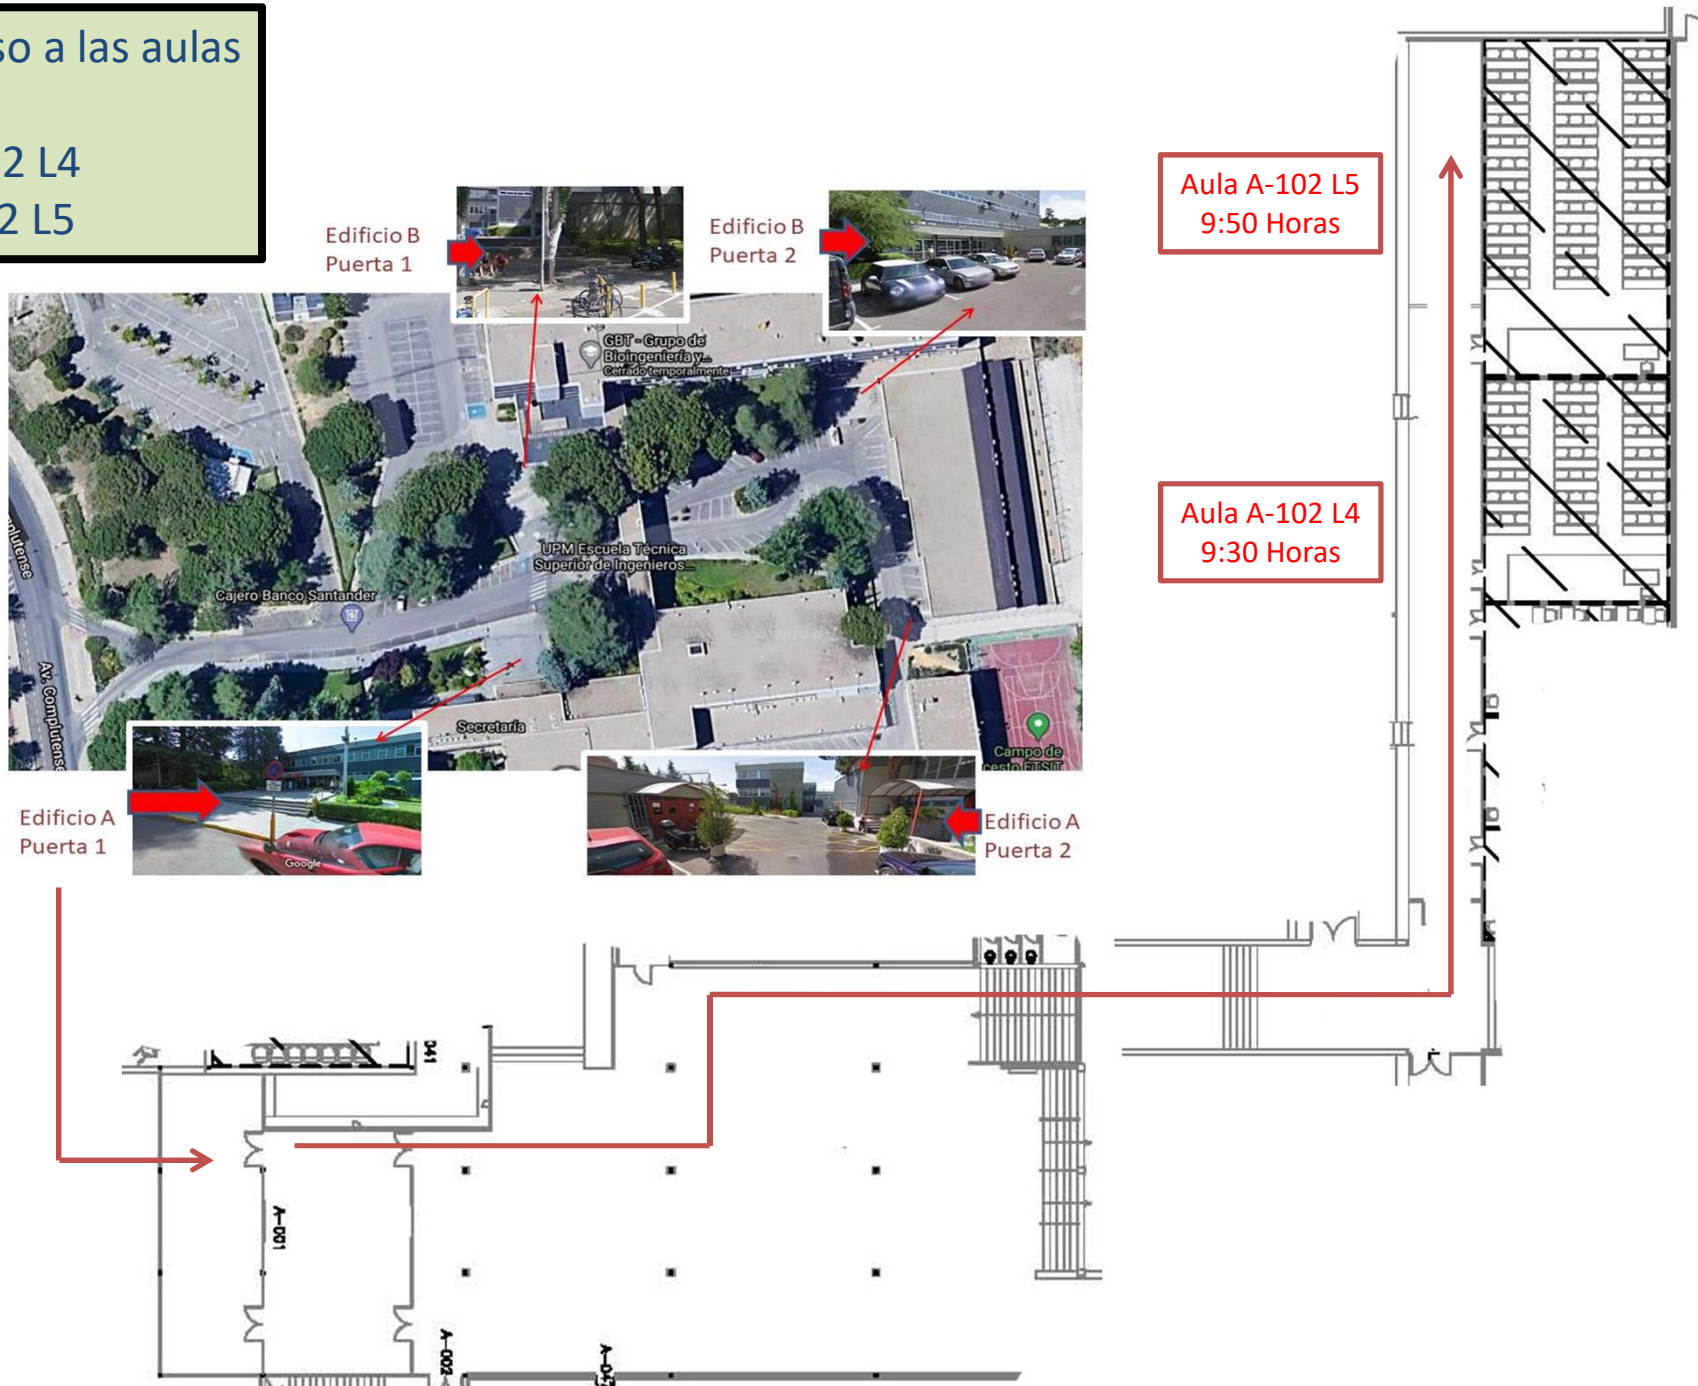 so a las aulas
2 L4
2 L5
Edificio B
Puerta 1
Edificio B
Puerta 2
Aula A-102 L5
9:50 Horas
GBT - Grupo de
Bioingeniería y...
Cerrado temporalmente
Aula A-102 L4
9:30 Horas
UPM Escuela Técnica
Superior de Ingenieros...
Cajero Banco Santander
Av. Complutense
Secretaría
Campo de
cesto ETSIT
Edificio A
Puerta 1
Google
Edificio A
Puerta 2
A-001
A-002